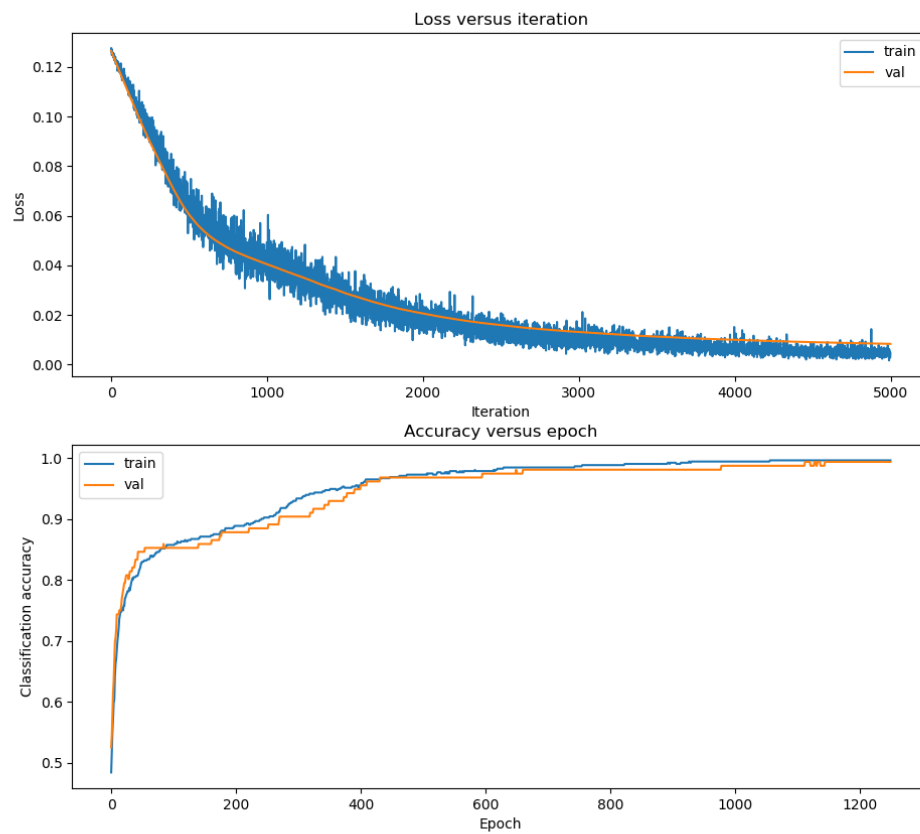 Loss versus iteration
0.12
0.10
0.08
0.06
0.04
0.02
0.00
Loss
train
val
0 1000 2000 3000 4000 5000
Iteration
Accuracy versus epoch
1.0
0.9
0.8
0.7
0.6
0.5
Classification accuracy
train
val
0 200 400 600 800 1000 1200
Epoch